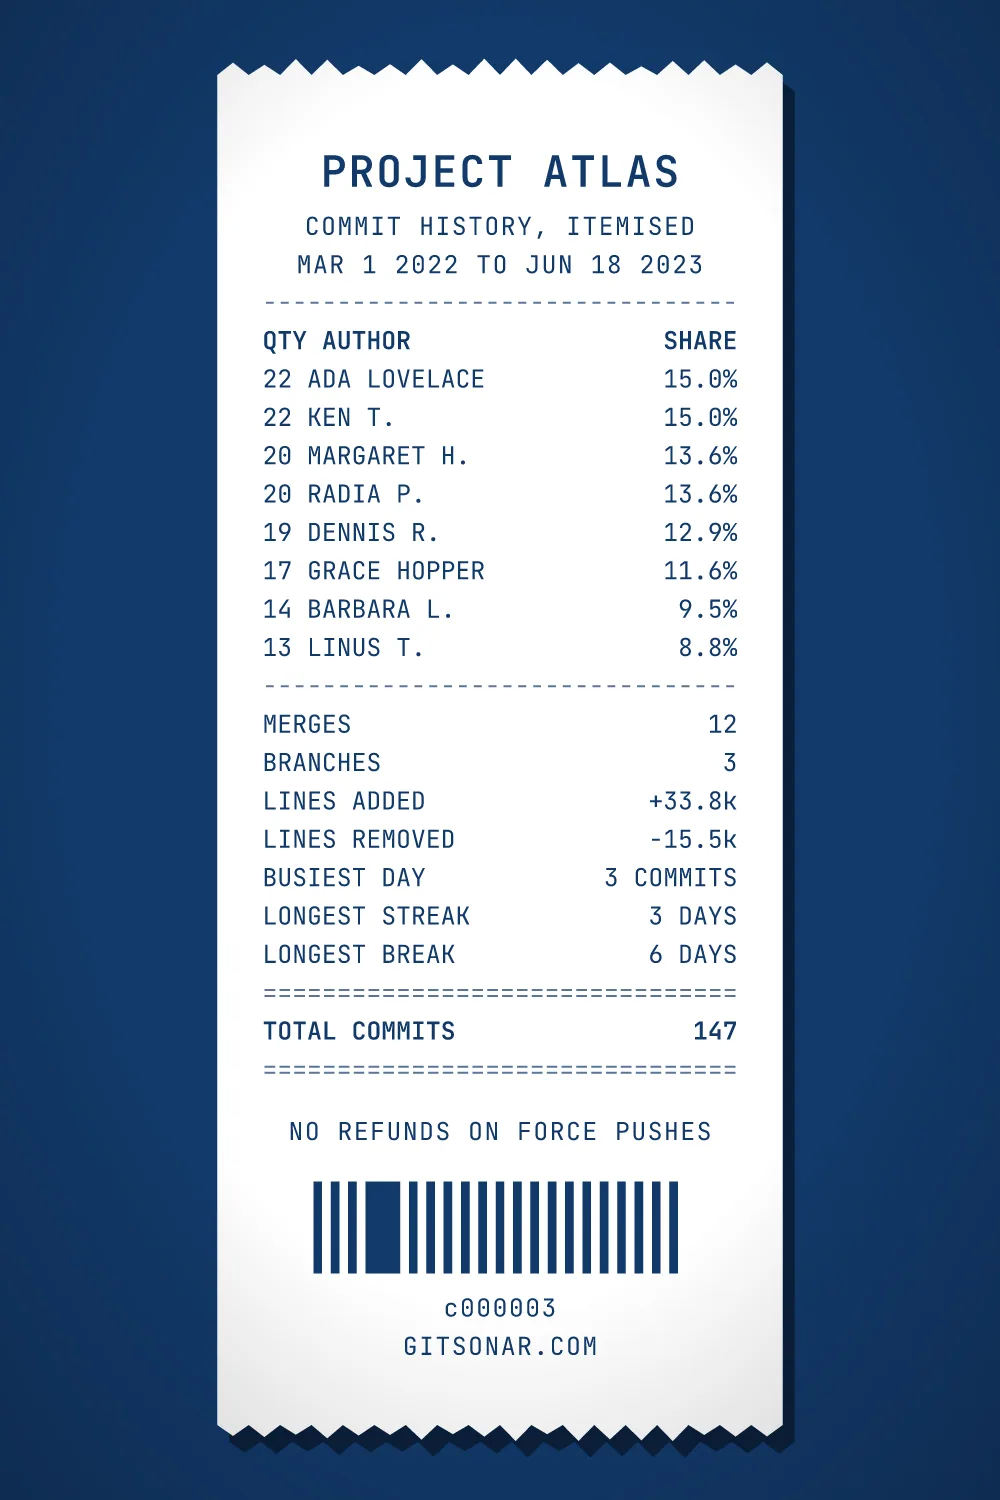 PROJECT ATLAS
COMMIT HISTORY, ITEMISED
MAR 1 2022 TO JUN 18 2023
--------------------------------
QTY AUTHOR SHARE
22 ADA LOVELACE 15.0%
22 KEN T. 15.0%
20 MARGARET H. 13.6%
20 RADIA P. 13.6%
19 DENNIS R. 12.9%
17 GRACE HOPPER 11.6%
14 BARBARA L. 9.5%
13 LINUS T. 8.8%
--------------------------------
MERGES 12
BRANCHES 3
LINES ADDED +33.8k
LINES REMOVED -15.5k
BUSIEST DAY 3 COMMITS
LONGEST STREAK 3 DAYS
LONGEST BREAK 6 DAYS
================================
TOTAL COMMITS 147
================================
NO REFUNDS ON FORCE PUSHES
c000003
GITSONAR.COM